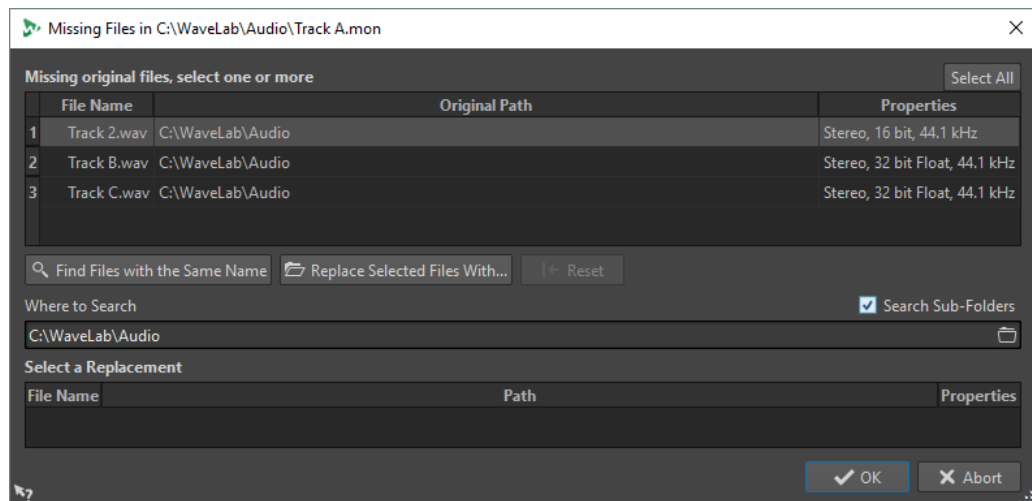 Missing Files in C:\WaveLab\Audio\Track A.mon
Missing original files, select one or more Select All
File Name Original Path Properties
1 Track 2.wav C:\WaveLab\Audio Stereo, 16 bit, 44.1 kHz
2 Track B.wav C:\WaveLab\Audio Stereo, 32 bit Float, 44.1 kHz
3 Track C.wav C:\WaveLab\Audio Stereo, 32 bit Float, 44.1 kHz
Find Files with the Same Name Replace Selected Files With... Reset
Where to Search Search Sub-Folders
C:\WaveLab\Audio
Select a Replacement
File Name Path Properties
OK Abort